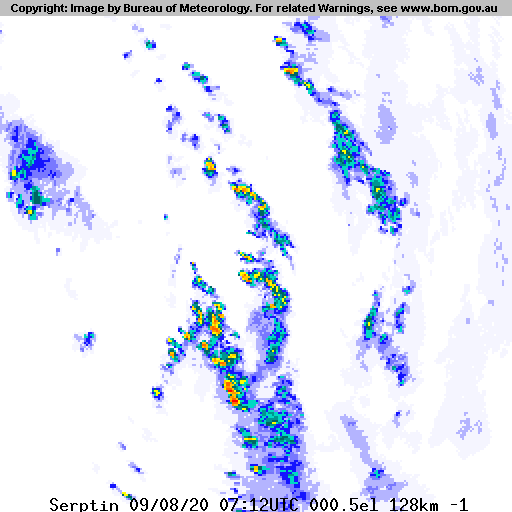 Copyright: Image by Bureau of Meteorology. For related Warnings, see www.bom.gov.au
Serptin 09/08/20 07:12UTC 000.5el 128km -1